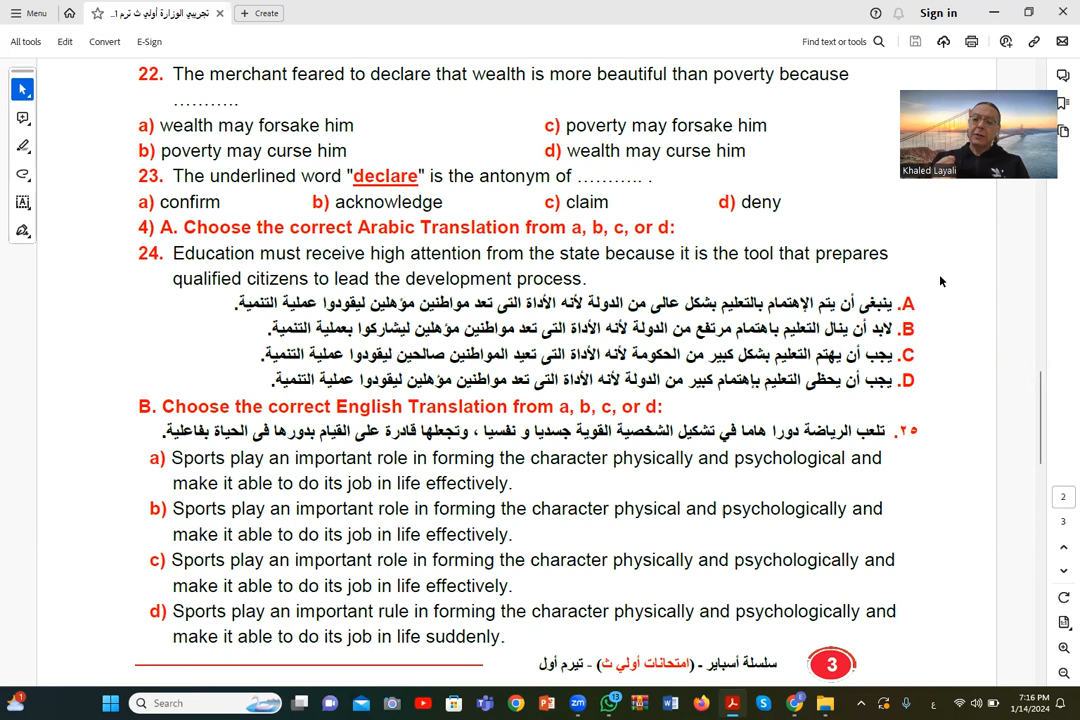 Menu
تجريبي الوزارة أولي ث ترم 1...
Create
Sign in
All tools Edit Convert E-Sign
Find text or tools
22. The merchant feared to declare that wealth is more beautiful than poverty because
………..
a) wealth may forsake him c) poverty may forsake him
b) poverty may curse him d) wealth may curse him
23. The underlined word "declare" is the antonym of ……….. .
a) confirm b) acknowledge c) claim d) deny
4) A. Choose the correct Arabic Translation from a, b, c, or d:
24. Education must receive high attention from the state because it is the tool that prepares
qualified citizens to lead the development process.
A. ينبغى أن يتم الإهتمام بالتعليم بشكل عالى من الدولة لأنه الأداة التى تعد مواطنين مؤهلين ليقودوا عملية التنمية.
B. لابد أن ينال التعليم باهتمام مرتفع من الدولة لأنه الأداة التى تعد مواطنين مؤهلين ليشاركوا بعملية التنمية.
C. يجب أن يهتم التعليم بشكل كبير من الحكومة لأنه الأداة التى تعيد المواطنين صالحين ليقودوا عملية التنمية.
D. يجب أن يحظى التعليم بإهتمام كبير من الدولة لأنه الأداة التى تعد مواطنين مؤهلين ليقودوا عملية التنمية.
B. Choose the correct English Translation from a, b, c, or d:
٢٥. تلعب الرياضة دورا هاما في تشكيل الشخصية القوية جسديا و نفسيا ، وتجعلها قادرة على القيام بدورها فى الحياة بفاعلية.
a) Sports play an important role in forming the character physically and psychological and
make it able to do its job in life effectively.
b) Sports play an important role in forming the character physical and psychologically and
make it able to do its job in life effectively.
c) Sports play an important role in forming the character physically and psychologically and
make it able to do its job in life effectively.
d) Sports play an important rule in forming the character physically and psychologically and
make it able to do its job in life suddenly.
3 سلسلة أسباير - (امتحانات أولي ث) - تيرم أول
Khaled Layali
2
3
Search
1
13
ع
7:16 PM
1/14/2024